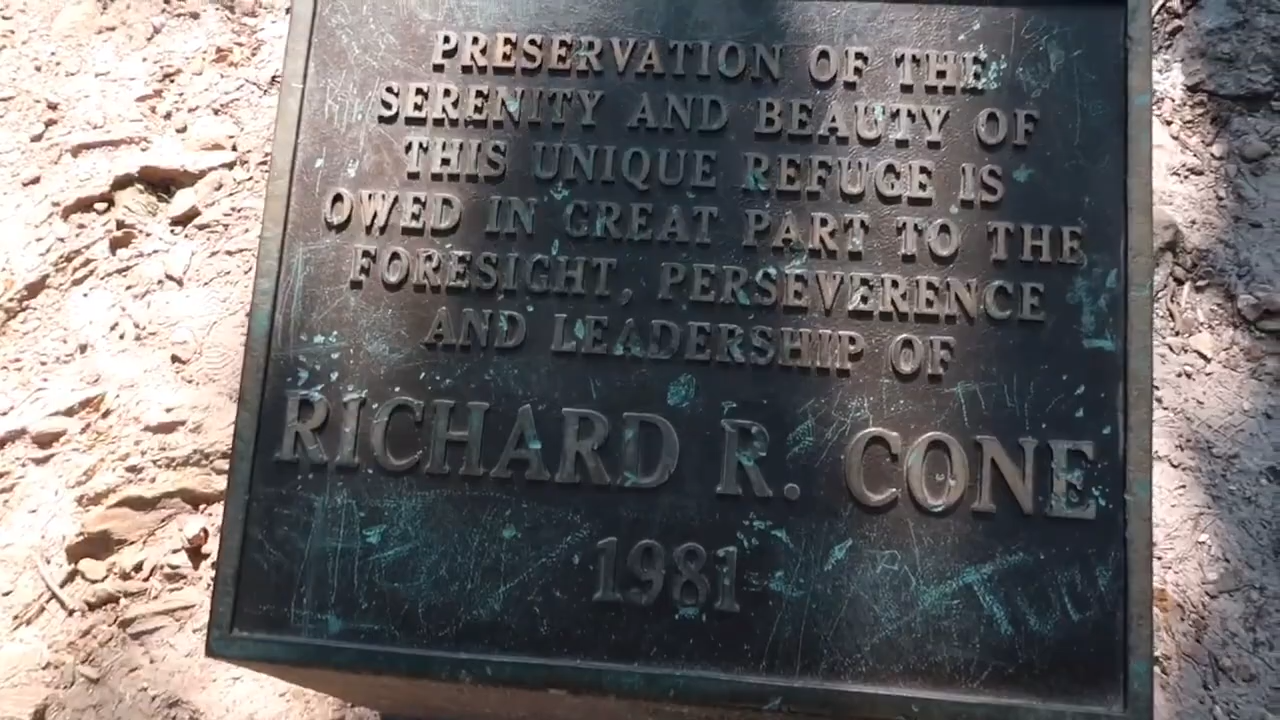 PRESERVATION OF THE
SERENITY AND BEAUTY OF
THIS UNIQUE REFUGE IS
OWED IN GREAT PART TO THE
FORESIGHT, PERSEVERENCE
AND LEADERSHIP OF
RICHARD R. CONE
1981